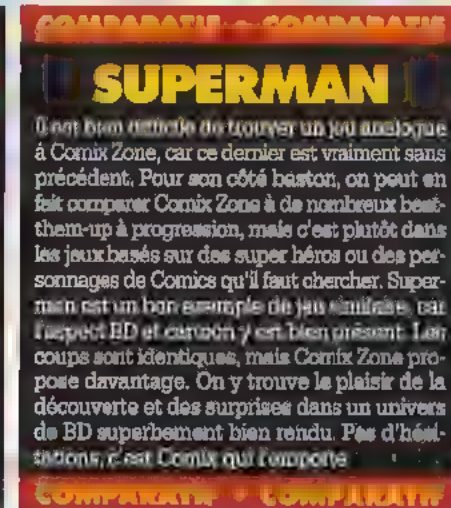 COMPARATIF • COMPARATIF
SUPERMAN
Il est bien difficile de trouver un jeu analogue
à Comix Zone, car ce dernier est vraiment sans
précédent. Pour son côté baston, on peut en
fait comparer Comix Zone à de nombreux beat-
them-up à progression, mais c'est plutôt dans
les jeux basés sur des super héros ou des per-
sonnages de Comics qu'il faut chercher. Super-
man est un bon exemple de jeu similaire, car
l'aspect BD et cartoon y est bien présent. Les
coups sont identiques, mais Comix Zone pro-
pose davantage. On y trouve le plaisir de la
découverte et des surprises dans un univers
de BD superbement bien rendu. Pas d'hési-
tations, c'est Comix qui l'emporte
COMPARATIF • COMPARATIF